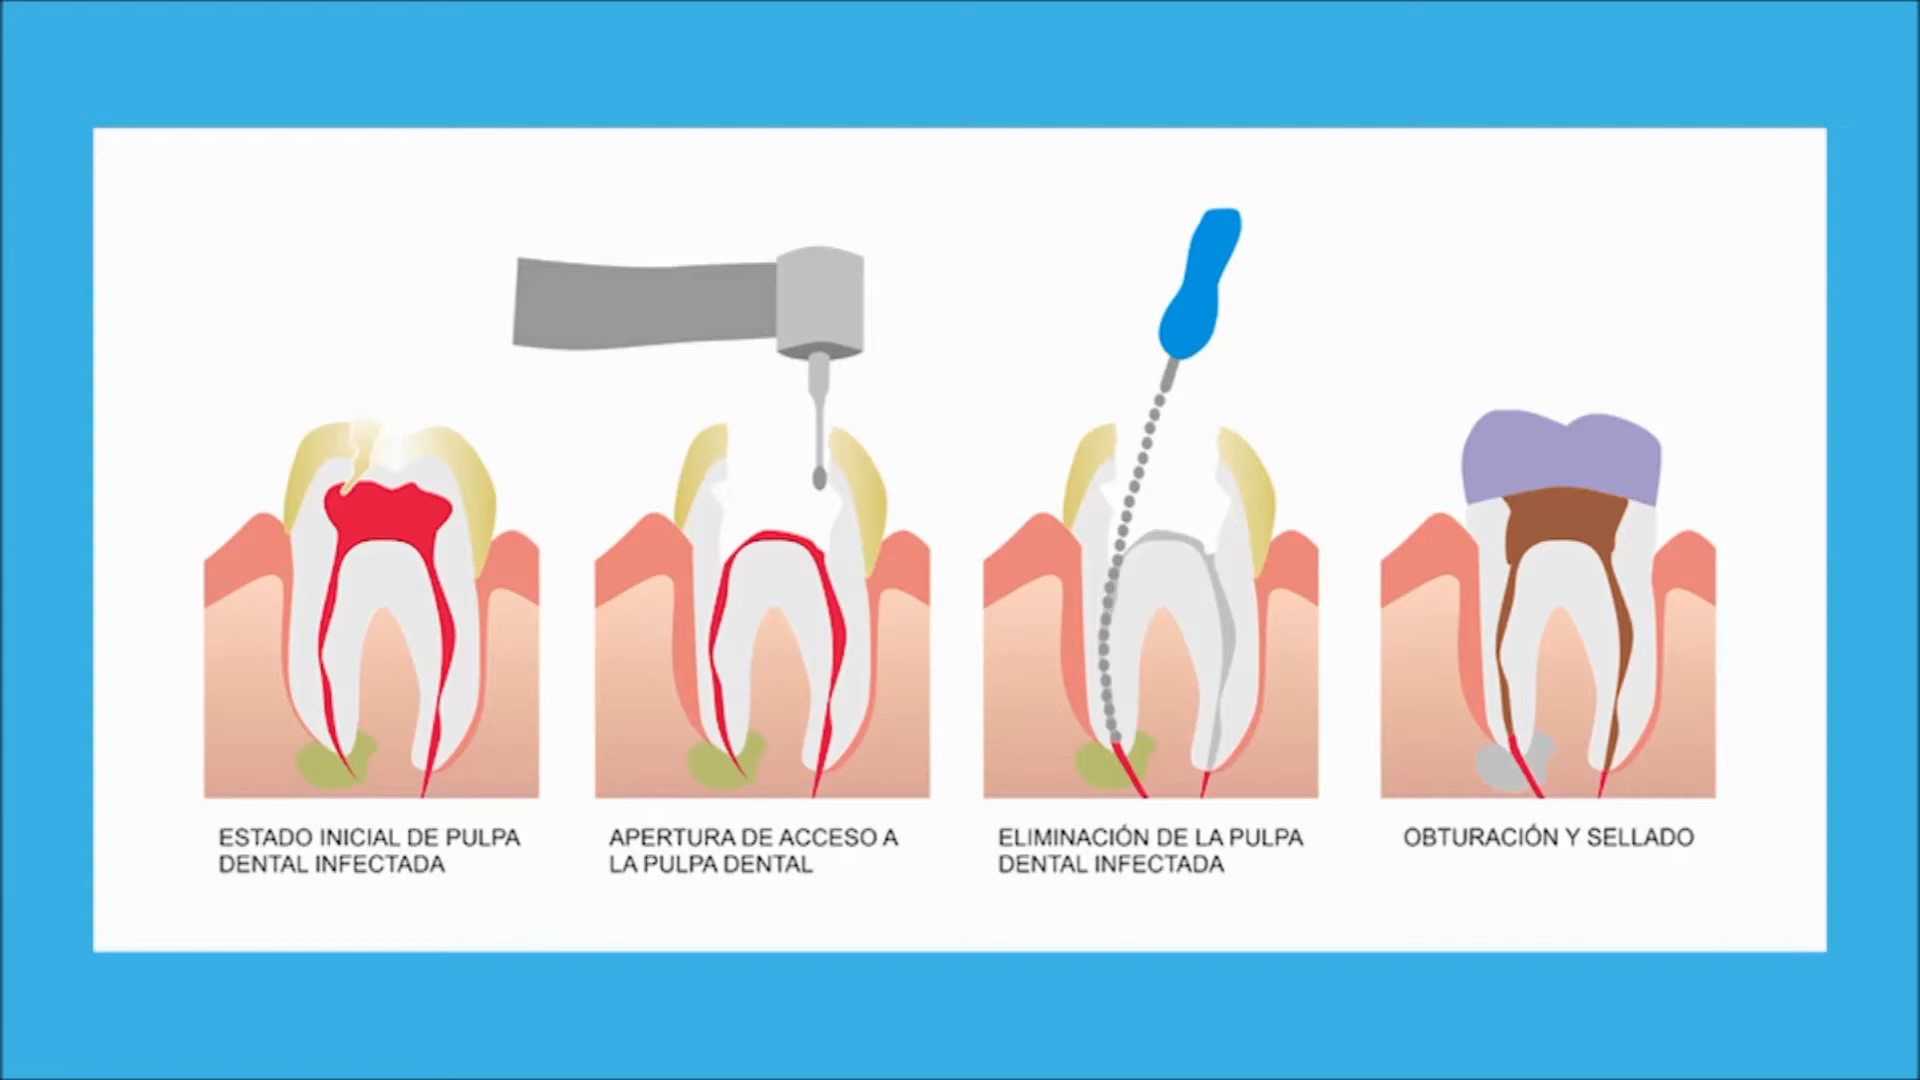 ESTADO INICIAL DE PULPA
DENTAL INFECTADA
APERTURA DE ACCESO A
LA PULPA DENTAL
ELIMINACIÓN DE LA PULPA
DENTAL INFECTADA
OBTURACIÓN Y SELLADO